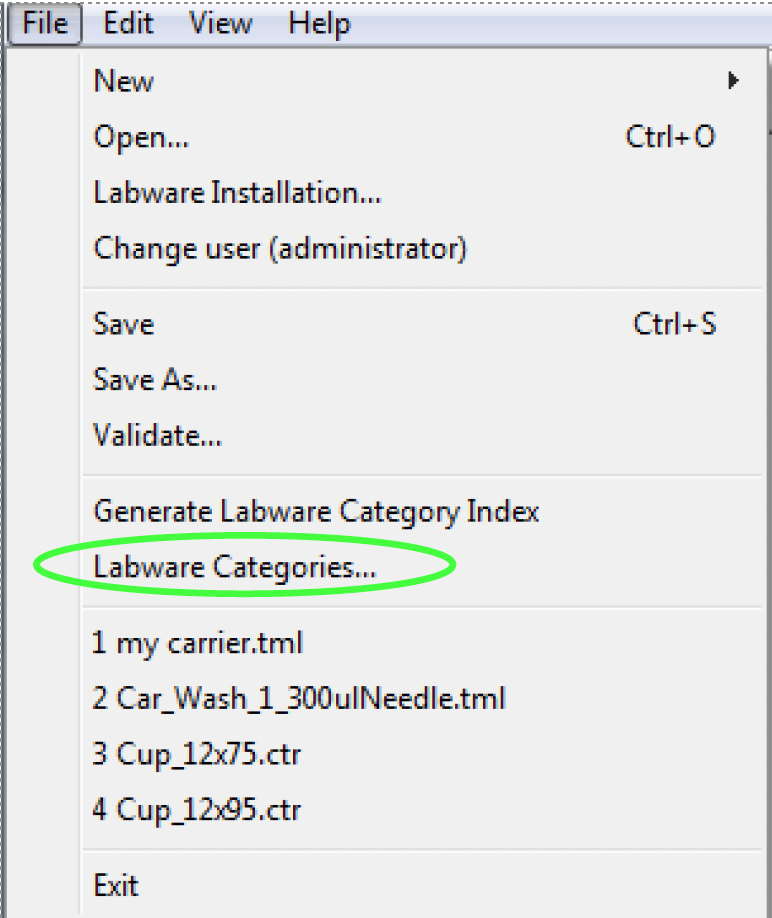 File Edit View Help
New
Open... Ctrl+O
Labware Installation...
Change user (administrator)
Save Ctrl+S
Save As...
Validate...
Generate Labware Category Index
Labware Categories...
1 my carrier.tml
2 Car_Wash_1_300ulNeedle.tml
3 Cup_12x75.ctr
4 Cup_12x95.ctr
Exit